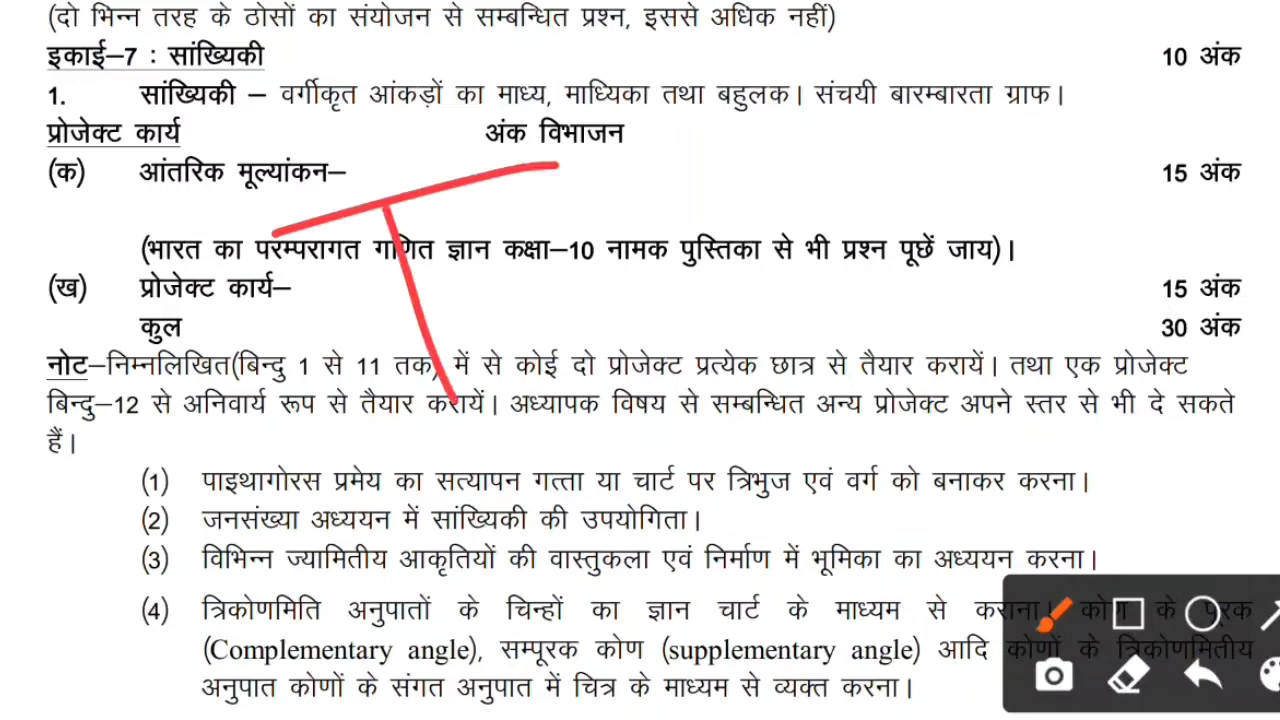 (दो भिन्न तरह के ठोसों का संयोजन से सम्बन्धित प्रश्न, इससे अधिक नहीं)
इकाई–7 : सांख्यिकी 10 अंक
1. सांख्यिकी – वर्गीकृत आंकड़ों का माध्य, माध्यिका तथा बहुलक। संचयी बारम्बारता ग्राफ।
प्रोजेक्ट कार्य अंक विभाजन
(क) आंतरिक मूल्यांकन– 15 अंक
(भारत का परम्परागत गणित ज्ञान कक्षा–10 नामक पुस्तिका से भी प्रश्न पूछें जाय)।
(ख) प्रोजेक्ट कार्य– 15 अंक
कुल 30 अंक
नोट–निम्नलिखित(बिन्दु 1 से 11 तक) में से कोई दो प्रोजेक्ट प्रत्येक छात्र से तैयार करायें। तथा एक प्रोजेक्ट
बिन्दु–12 से अनिवार्य रूप से तैयार करायें। अध्यापक विषय से सम्बन्धित अन्य प्रोजेक्ट अपने स्तर से भी दे सकते
हैं।
(1) पाइथागोरस प्रमेय का सत्यापन गत्ता या चार्ट पर त्रिभुज एवं वर्ग को बनाकर करना।
(2) जनसंख्या अध्ययन में सांख्यिकी की उपयोगिता।
(3) विभिन्न ज्यामितीय आकृतियों की वास्तुकला एवं निर्माण में भूमिका का अध्ययन करना।
(4) त्रिकोणमिति अनुपातों के चिन्हों का ज्ञान चार्ट के माध्यम से कराना। कोण के पूरक
(Complementary angle), सम्पूरक कोण (supplementary angle) आदि कोणों के त्रिकोणमितीय
अनुपात कोणों के संगत अनुपात में चित्र के माध्यम से व्यक्त करना।